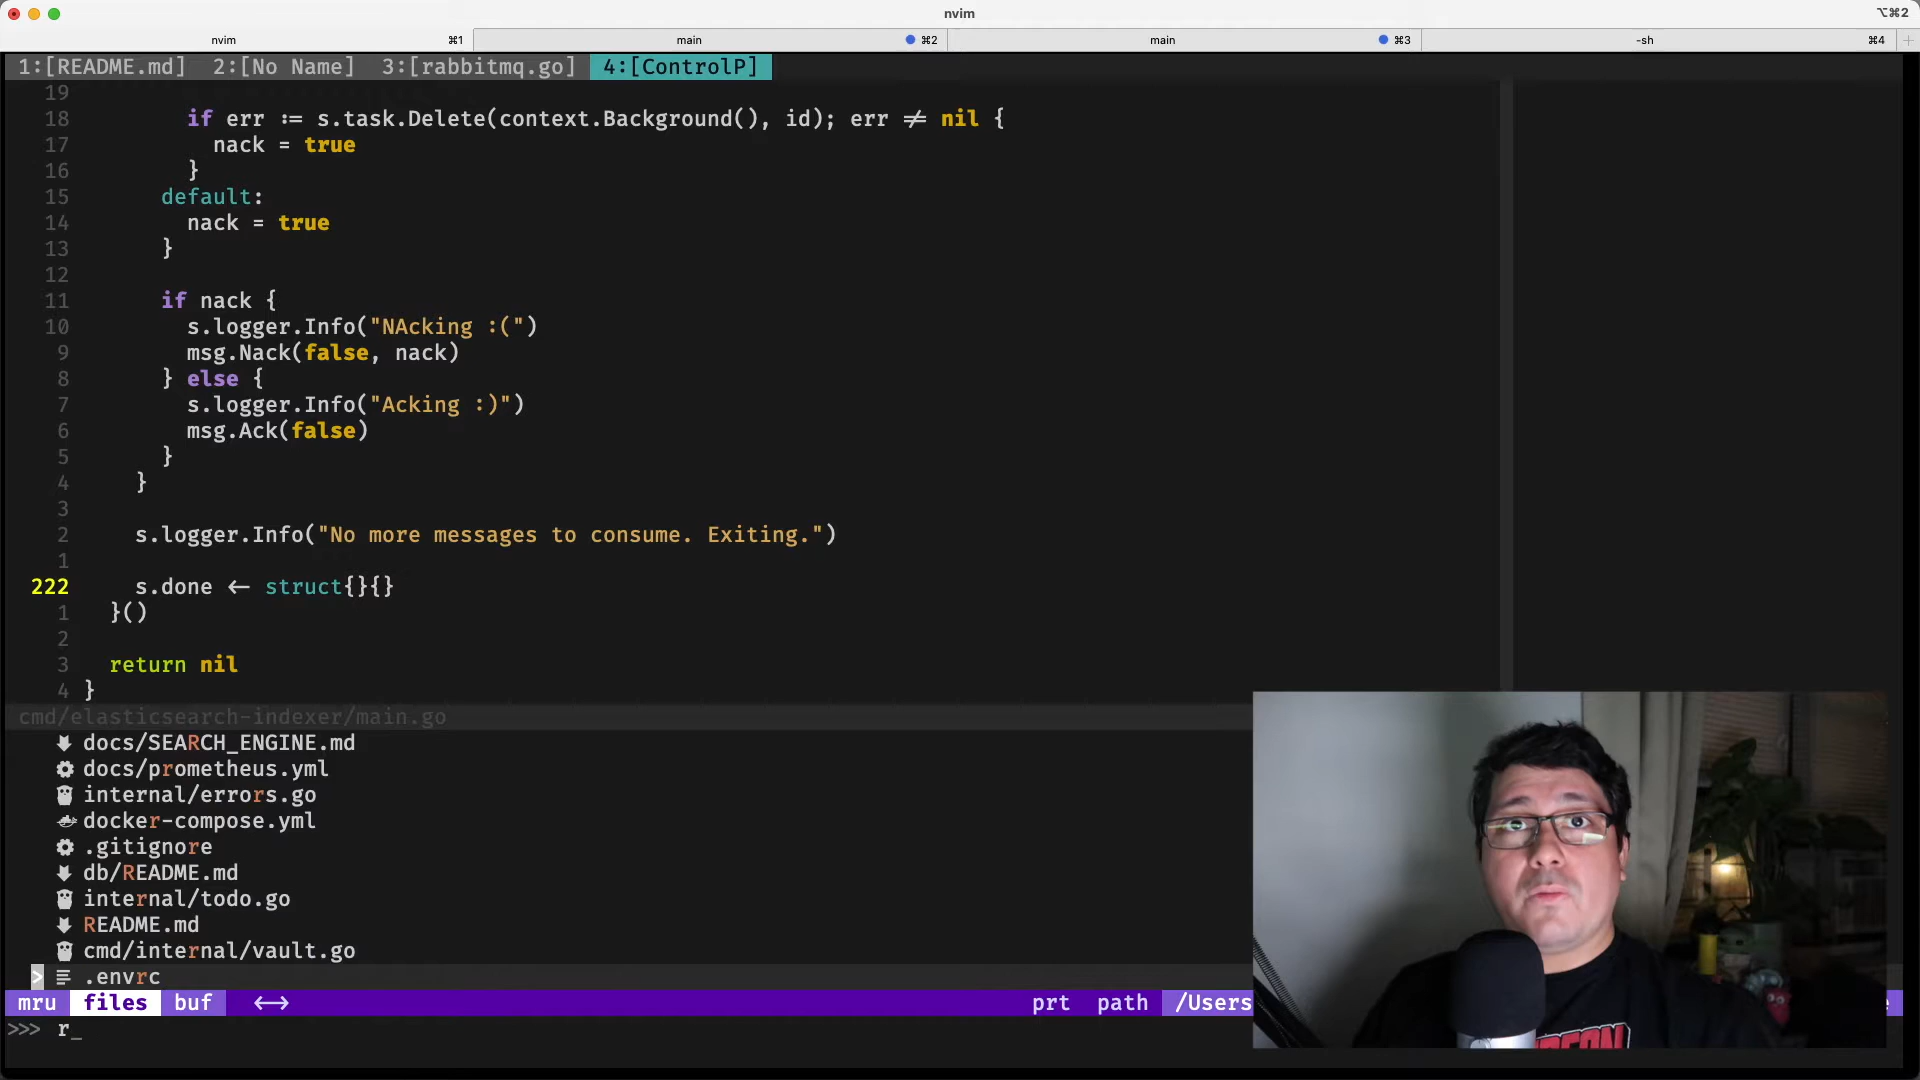 nvim
⌥⌘2
nvim ⌘1 main ⌘2 main ⌘3 -sh ⌘4
1:[README.md] 2:[No Name] 3:[rabbitmq.go] 4:[ControlP]
19
18 if err := s.task.Delete(context.Background(), id); err ≠ nil {
17 nack = true
16 }
15 default:
14 nack = true
13 }
12
11 if nack {
10 s.logger.Info("NAcking :(")
9 msg.Nack(false, nack)
8 } else {
7 s.logger.Info("Acking :)")
6 msg.Ack(false)
5 }
4 }
3
2 s.logger.Info("No more messages to consume. Exiting.")
1
222 s.done ← struct{}{}
1 }()
2
3 return nil
4 }
cmd/elasticsearch-indexer/main.go
docs/SEARCH_ENGINE.md
docs/prometheus.yml
internal/errors.go
docker-compose.yml
.gitignore
db/README.md
internal/todo.go
README.md
cmd/internal/vault.go
> .envrc
mru files buf ↔ prt path /Users
>>> r_